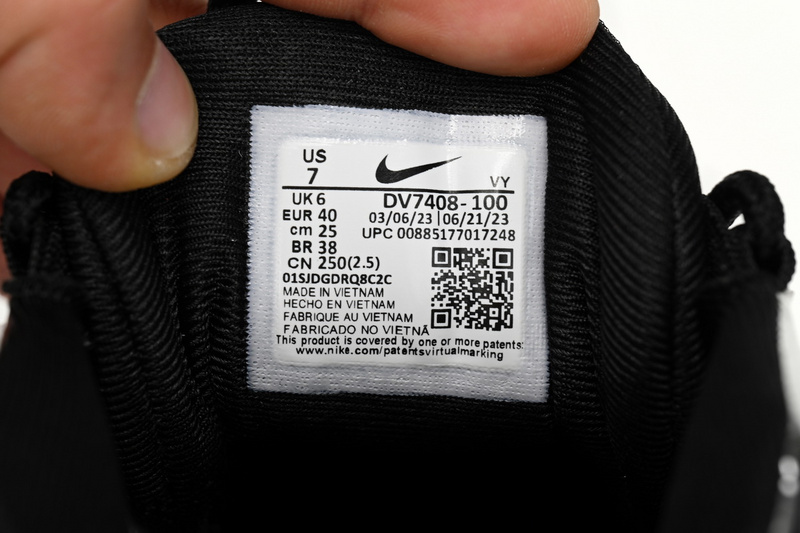 US
7
VY
UK 6
EUR 40
cm 25
BR 38
CN 250(2.5)
DV7408-100
03/06/23|06/21/23
UPC 00885177017248
01SJDGDRQ8C2C
MADE IN VIETNAM
HECHO EN VIETNAM
FABRIQUE AU VIETNAM
FABRICADO NO VIETNÃ
This product is covered by one or more patents:
www.nike.com/patentsvirtualmarking